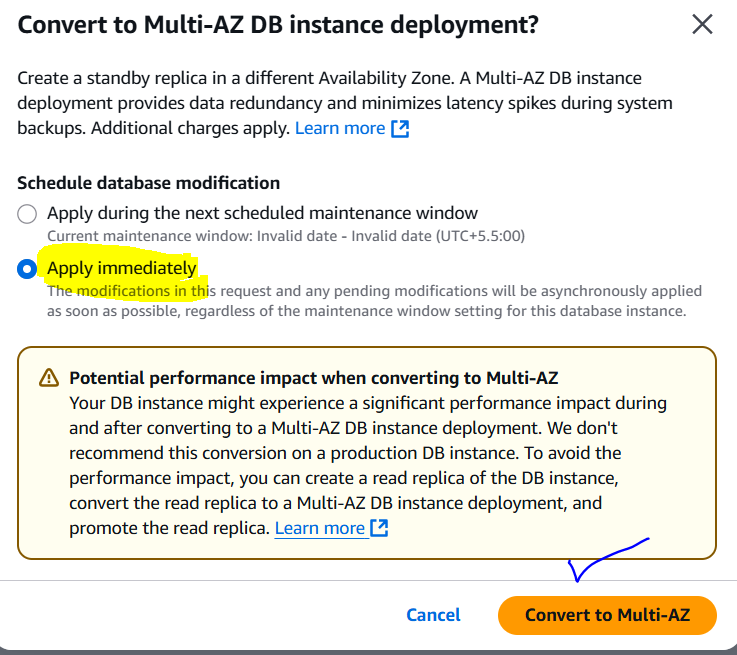 Convert to Multi-AZ DB instance deployment?
Create a standby replica in a different Availability Zone. A Multi-AZ DB instance
deployment provides data redundancy and minimizes latency spikes during system
backups. Additional charges apply. Learn more
Schedule database modification
Apply during the next scheduled maintenance window
Current maintenance window: Invalid date - Invalid date (UTC+5.5:00)
Apply immediately
The modifications in this request and any pending modifications will be asynchronously applied
as soon as possible, regardless of the maintenance window setting for this database instance.
Potential performance impact when converting to Multi-AZ
Your DB instance might experience a significant performance impact during
and after converting to a Multi-AZ DB instance deployment. We don't
recommend this conversion on a production DB instance. To avoid the
performance impact, you can create a read replica of the DB instance,
convert the read replica to a Multi-AZ DB instance deployment, and
promote the read replica. Learn more
Cancel
Convert to Multi-AZ